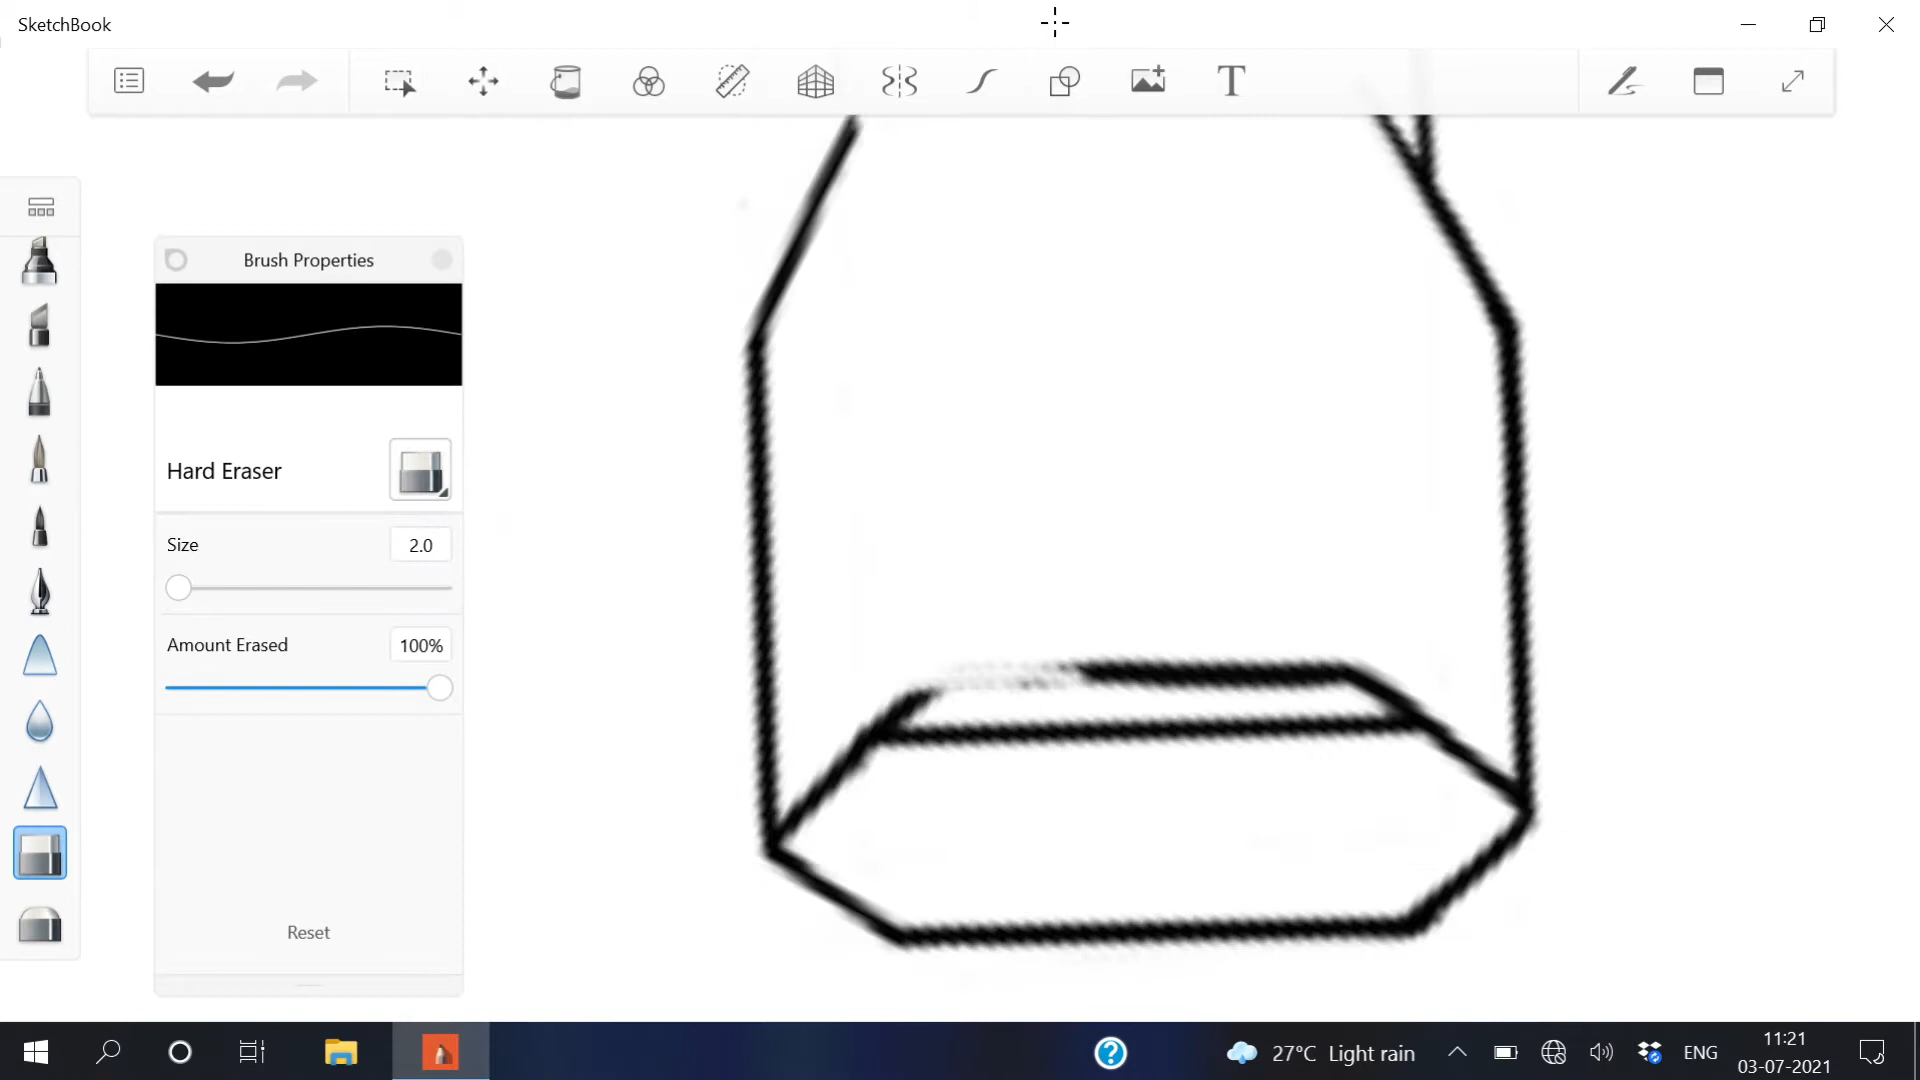 SketchBook
T
Brush Properties
Hard Eraser
Size 2.0
Amount Erased 100%
Reset
27°C Light rain
ENG
11:21
03-07-2021